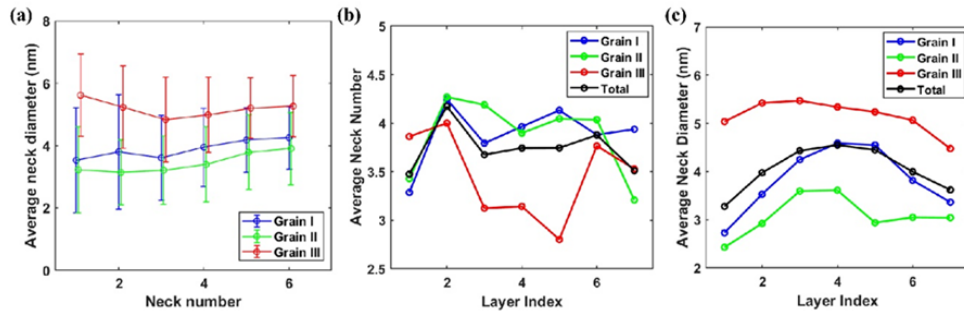 (a)
8
6
4
2
0
2 4 6
Average neck diameter (nm)
Neck number
Grain I
Grain II
Grain III
(b)
5
4.5
4
3.5
3
2.5
2 4 6
Average Neck Number
Layer Index
Grain I
Grain II
Grain III
Total
(c)
7
6
5
4
3
2
2 4 6
Average Neck Diameter (nm)
Layer Index
Grain I
Grain II
Grain III
Total